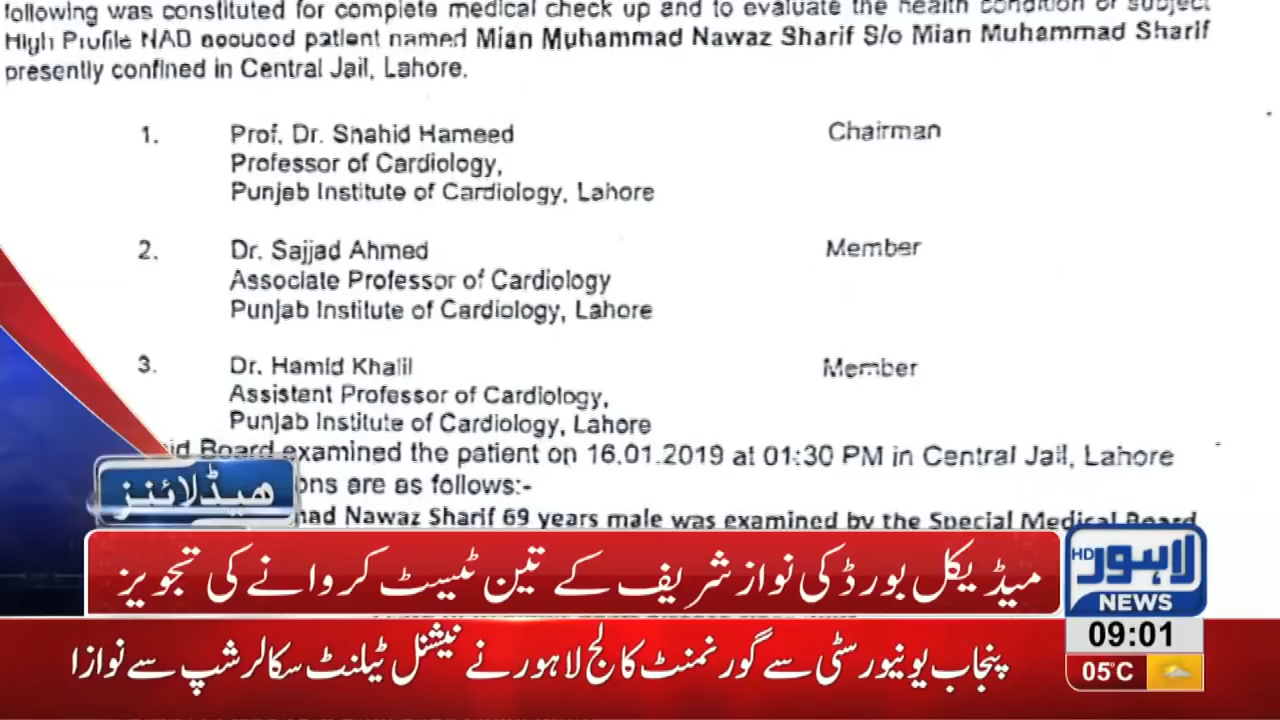 following was constituted for complete medical check up and to evaluate the health condition of subject
High Profile NAB accused patient named Mian Muhammad Nawaz Sharif S/o Mian Muhammad Sharif
presently confined in Central Jail, Lahore.
1. Prof. Dr. Shahid Hameed Chairman
Professor of Cardiology,
Punjab Institute of Cardiology, Lahore
2. Dr. Sajjad Ahmed Member
Associate Professor of Cardiology
Punjab Institute of Cardiology, Lahore
3. Dr. Hamid Khalil Member
Assistant Professor of Cardiology,
Punjab Institute of Cardiology, Lahore
Board examined the patient on 16.01.2019 at 01:30 PM in Central Jail, Lahore
are as follows:-
Nawaz Sharif 69 years male was examined by the Special Medical Board
ہیڈلائنز
میڈیکل بورڈ کی نواز شریف کے تین ٹیسٹ کروانے کی تجویز
HD لاہور
NEWS
09:01
05°C
پنجاب یونیورسٹی سے گورنمنٹ کالج لاہور نے نیشنل ٹیلنٹ سکالرشپ سے نوازا